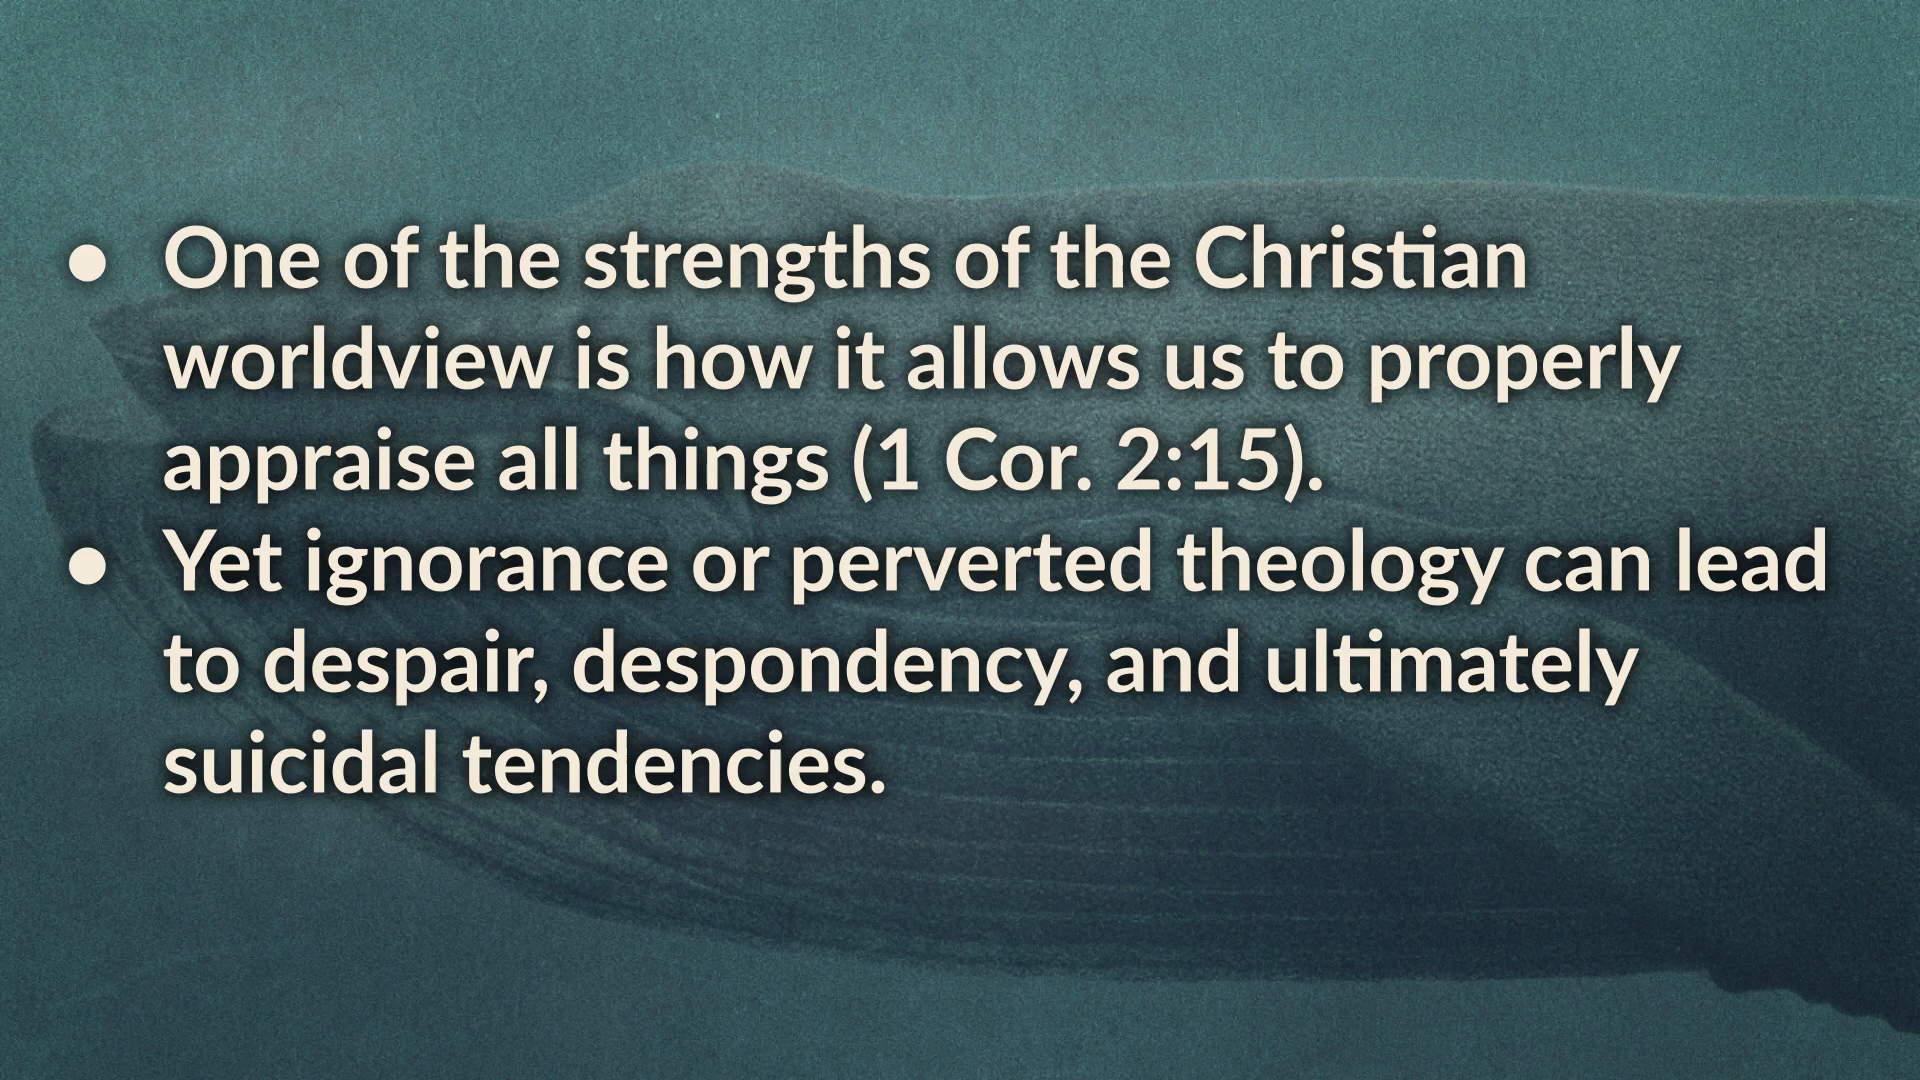 ● One of the strengths of the Christian
worldview is how it allows us to properly
appraise all things (1 Cor. 2:15).
● Yet ignorance or perverted theology can lead
to despair, despondency, and ultimately
suicidal tendencies.